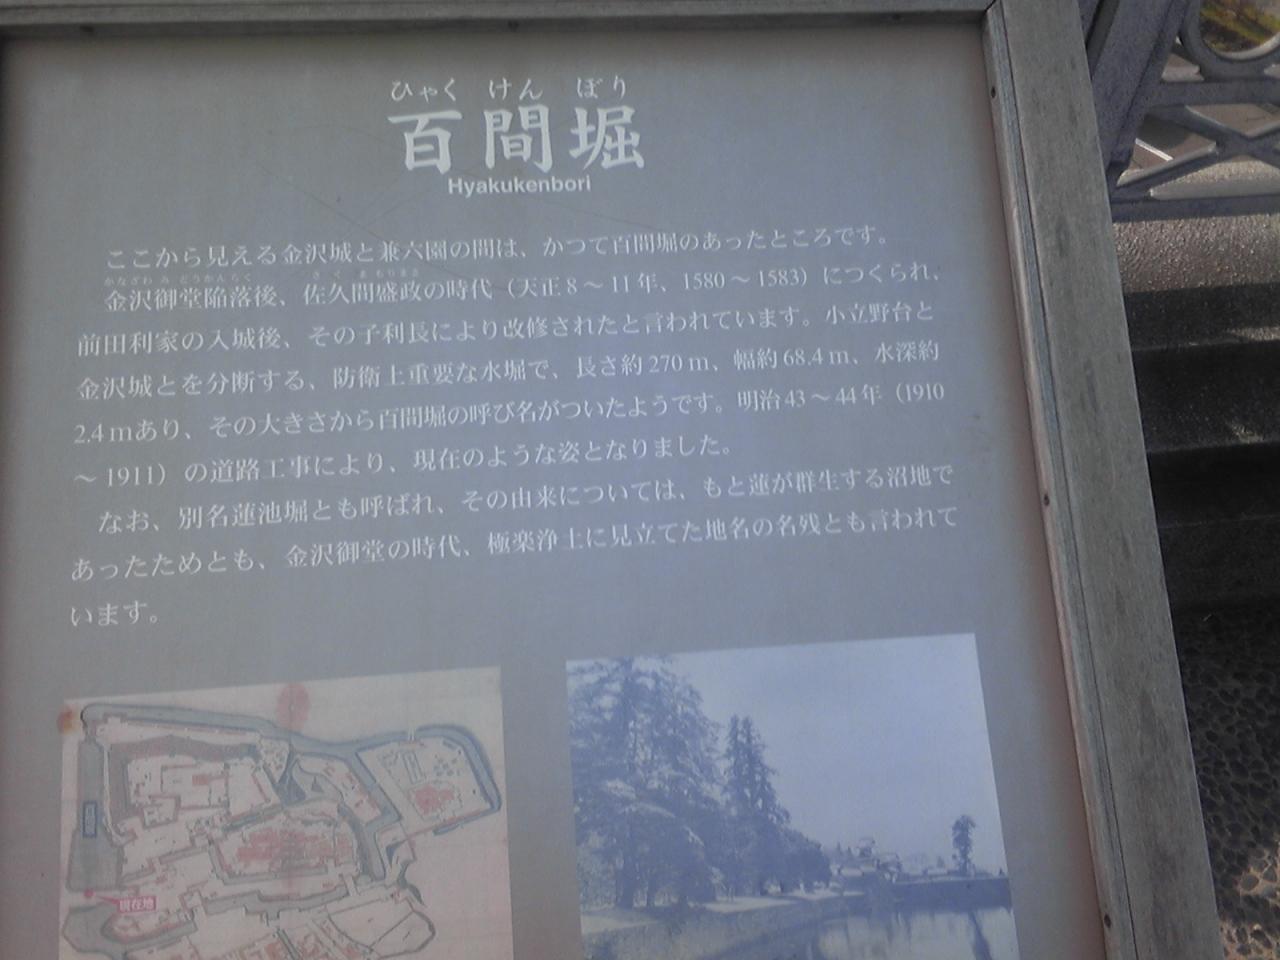 ひゃく けん ぼり
百間堀
Hyakukenbori
ここから見える金沢城と兼六園の間は、かつて百間堀のあったところです。
かなざわ み どうかんらく さ く ま もりまさ
金沢御堂陥落後、佐久間盛政の時代（天正8～11年、1580～1583）につくられ、
前田利家の入城後、その子利長により改修されたと言われています。小立野台と
金沢城とを分断する、防衛上重要な水堀で、長さ約270m、幅約68.4m、水深約
2.4mあり、その大きさから百間堀の呼び名がついたようです。明治43～44年（1910
～1911）の道路工事により、現在のような姿となりました。
なお、別名蓮池堀とも呼ばれ、その由来については、もと蓮が群生する沼地で
あったためとも、金沢御堂の時代、極楽浄土に見立てた地名の名残とも言われて
います。
現在地